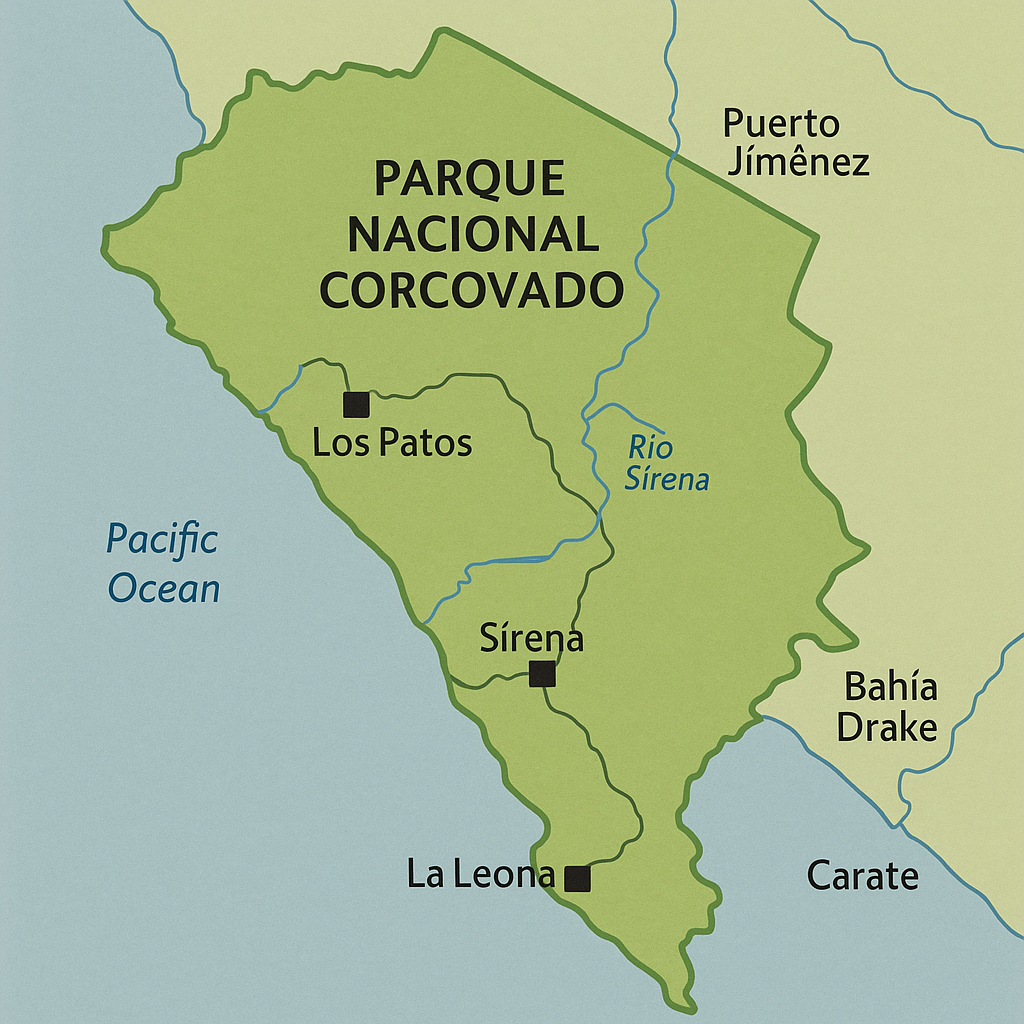 Puerto
Jímênez
PARQUE
NACIONAL
CORCOVADO
Los Patos
Rio
Sírena
Pacific
Ocean
Sírena
Bahía
Drake
La Leona
Carate